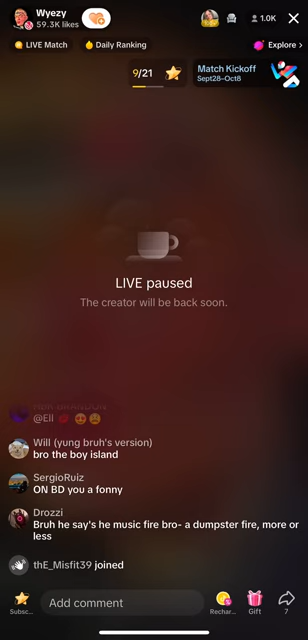 Wyezy
59.3K likes
1.0K
LIVE Match
Daily Ranking
Explore >
9/21
Match Kickoff
Sept28-Oct8
LIVE paused
The creator will be back soon.
@Ell
Will (yung bruh's version)
bro the boy island
SergioRuiz
ON BD you a fonny
Drozzi
Bruh he say's he music fire bro- a dumpster fire, more or
less
thE_Misfit39 joined
Add comment
Subsc...
Rechar...
Gift
7